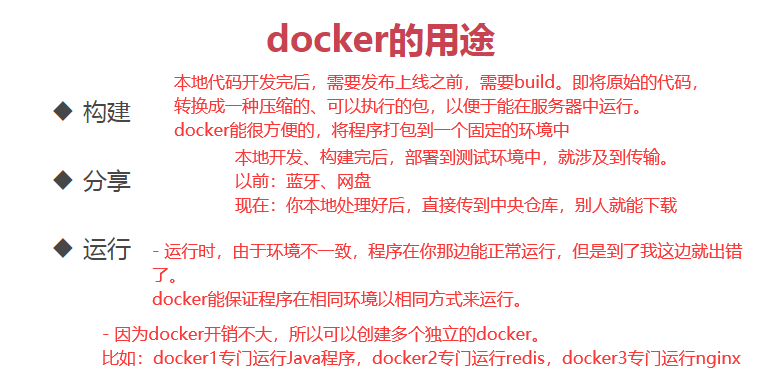 docker的用途
本地代码开发完后，需要发布上线之前，需要build。即将原始的代码，
◆ 构建
转换成一种压缩的、可以执行的包，以便于能在服务器中运行。
docker能很方便的，将程序打包到一个固定的环境中
本地开发、构建完后，部署到测试环境中，就涉及到传输。
◆ 分享
以前：蓝牙、网盘
现在：你本地处理好后，直接传到中央仓库，别人就能下载
◆ 运行
- 运行时，由于环境不一致，程序在你那边能正常运行，但是到了我这边就出错
了。
docker能保证程序在相同环境以相同方式来运行。
- 因为docker开销不大，所以可以创建多个独立的docker。
比如：docker1专门运行Java程序，docker2专门运行redis，docker3专门运行nginx